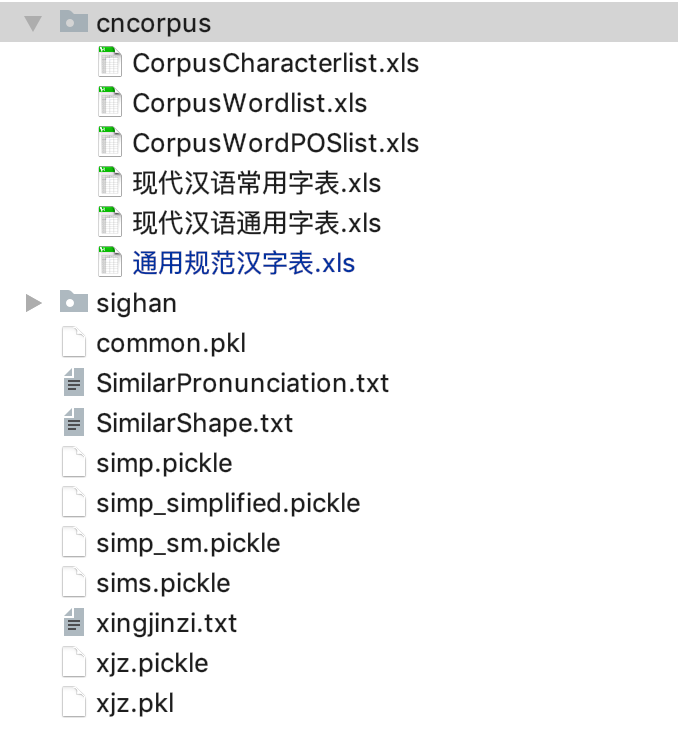 cncorpus
CorpusCharacterlist.xls
CorpusWordlist.xls
CorpusWordPOSlist.xls
现代汉语常用字表.xls
现代汉语通用字表.xls
通用规范汉字表.xls
sighan
common.pkl
SimilarPronunciation.txt
SimilarShape.txt
simp.pickle
simp_simplified.pickle
simp_sm.pickle
sims.pickle
xingjinzi.txt
xjz.pickle
xjz.pkl